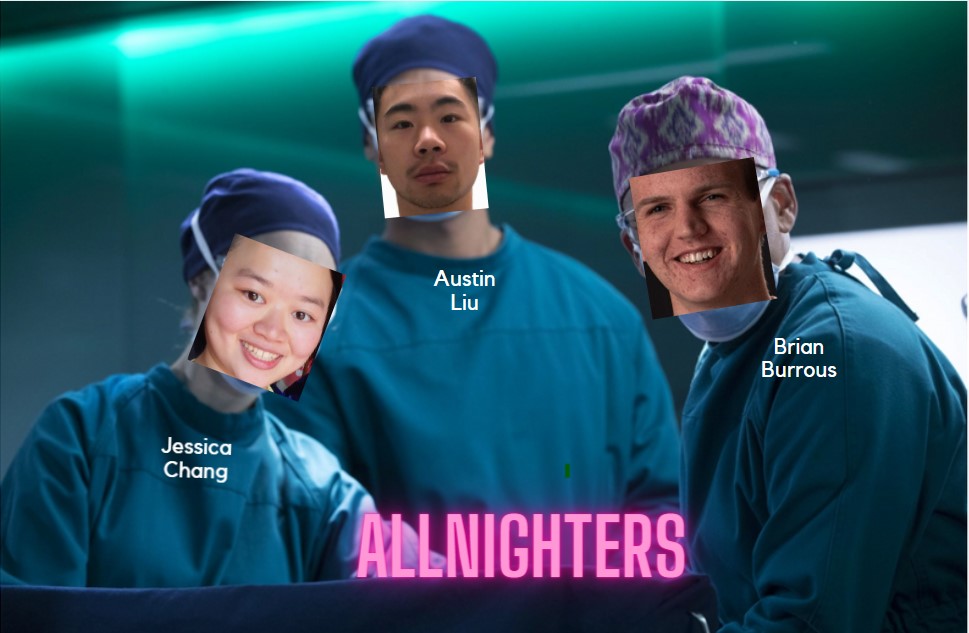 Austin
Liu
Brian
Burrous
Jessica
Chang
ALLNIGHTERS